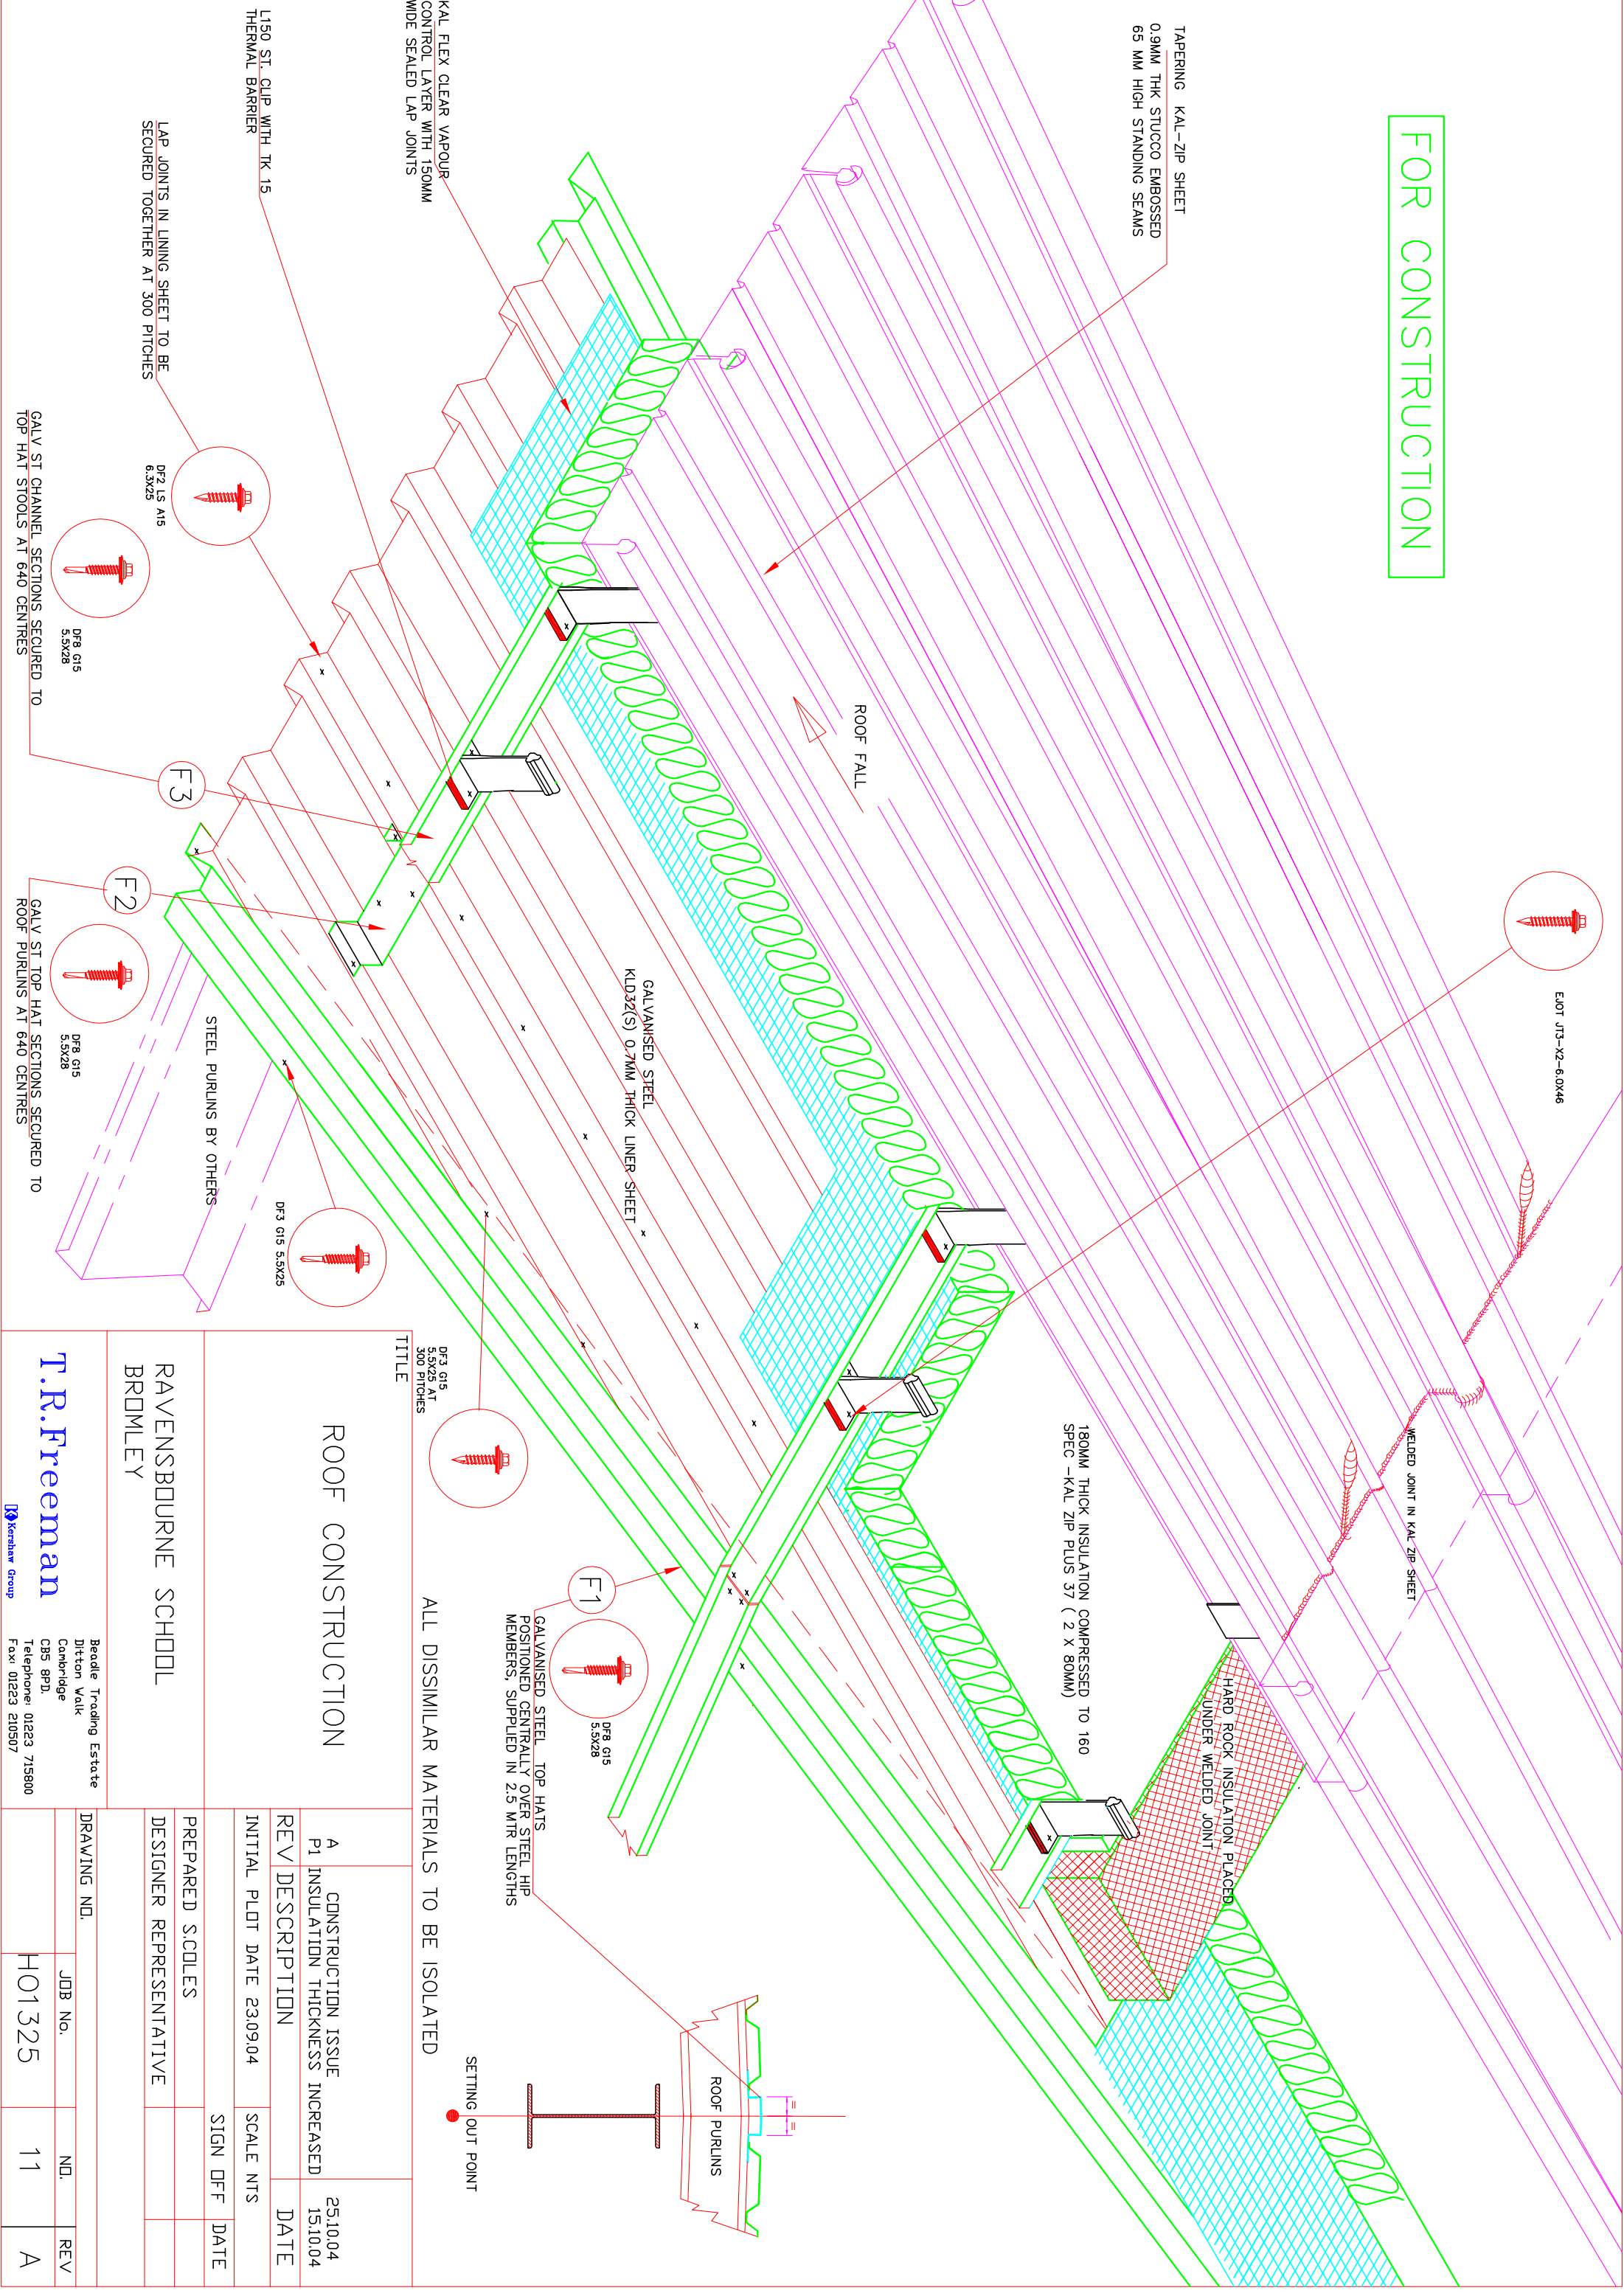 FOR CONSTRUCTION
TAPERING KAL-ZIP SHEET
0.9MM THK STUCCO EMBOSSED
65 MM HIGH STANDING SEAMS
EJOT JT3-X2-6.0X46
WELDED JOINT IN KAL ZIP SHEET
HARD ROCK INSULATION PLACED
UNDER WELDED JOINT
180MM THICK INSULATION COMPRESSED TO 160
SPEC -KAL ZIP PLUS 37 ( 2 X 80MM)
ROOF FALL
KAL FLEX CLEAR VAPOUR
CONTROL LAYER WITH 150MM
WIDE SEALED LAP JOINTS
L150 ST. CLIP WITH TK 15
THERMAL BARRIER
LAP JOINTS IN LINING SHEET TO BE
SECURED TOGETHER AT 300 PITCHES
DF2 LS A15
6.3X25
DF8 G15
5.5X28
GALV ST CHANNEL SECTIONS SECURED TO
TOP HAT STOOLS AT 640 CENTRES
F3
F2
DF8 G15
5.5X28
GALV ST TOP HAT SECTIONS SECURED TO
ROOF PURLINS AT 640 CENTRES
GALVANISED STEEL
KLD32(S) 0.7MM THICK LINER SHEET
STEEL PURLINS BY OTHERS
DF3 G15 5.5X25
DF3 G15
5.5X25 AT
300 PITCHES
F1
DF8 G15
5.5X28
GALVANISED STEEL TOP HATS
POSITIONED CENTRALLY OVER STEEL HIP
MEMBERS, SUPPLIED IN 2.5 MTR LENGTHS
= =
ROOF PURLINS
SETTING OUT POINT
ALL DISSIMILAR MATERIALS TO BE ISOLATED
TITLE
ROOF CONSTRUCTION
RAVENSBOURNE SCHOOL
BROMLEY
T.R.Freeman
Kershaw Group
Beadle Trading Estate
Ditton Walk
Cambridge
CB5 8PD.
Telephone: 01223 715800
Fax: 01223 210507
A CONSTRUCTION ISSUE 25.10.04
P1 INSULATION THICKNESS INCREASED 15.10.04
REV DESCRIPTION DATE
INITIAL PLOT DATE 23.09.04 SCALE NTS
SIGN OFF DATE
PREPARED S.COLES
DESIGNER REPRESENTATIVE
DRAWING NO.
JOB No. NO. REV
H01325 11 A